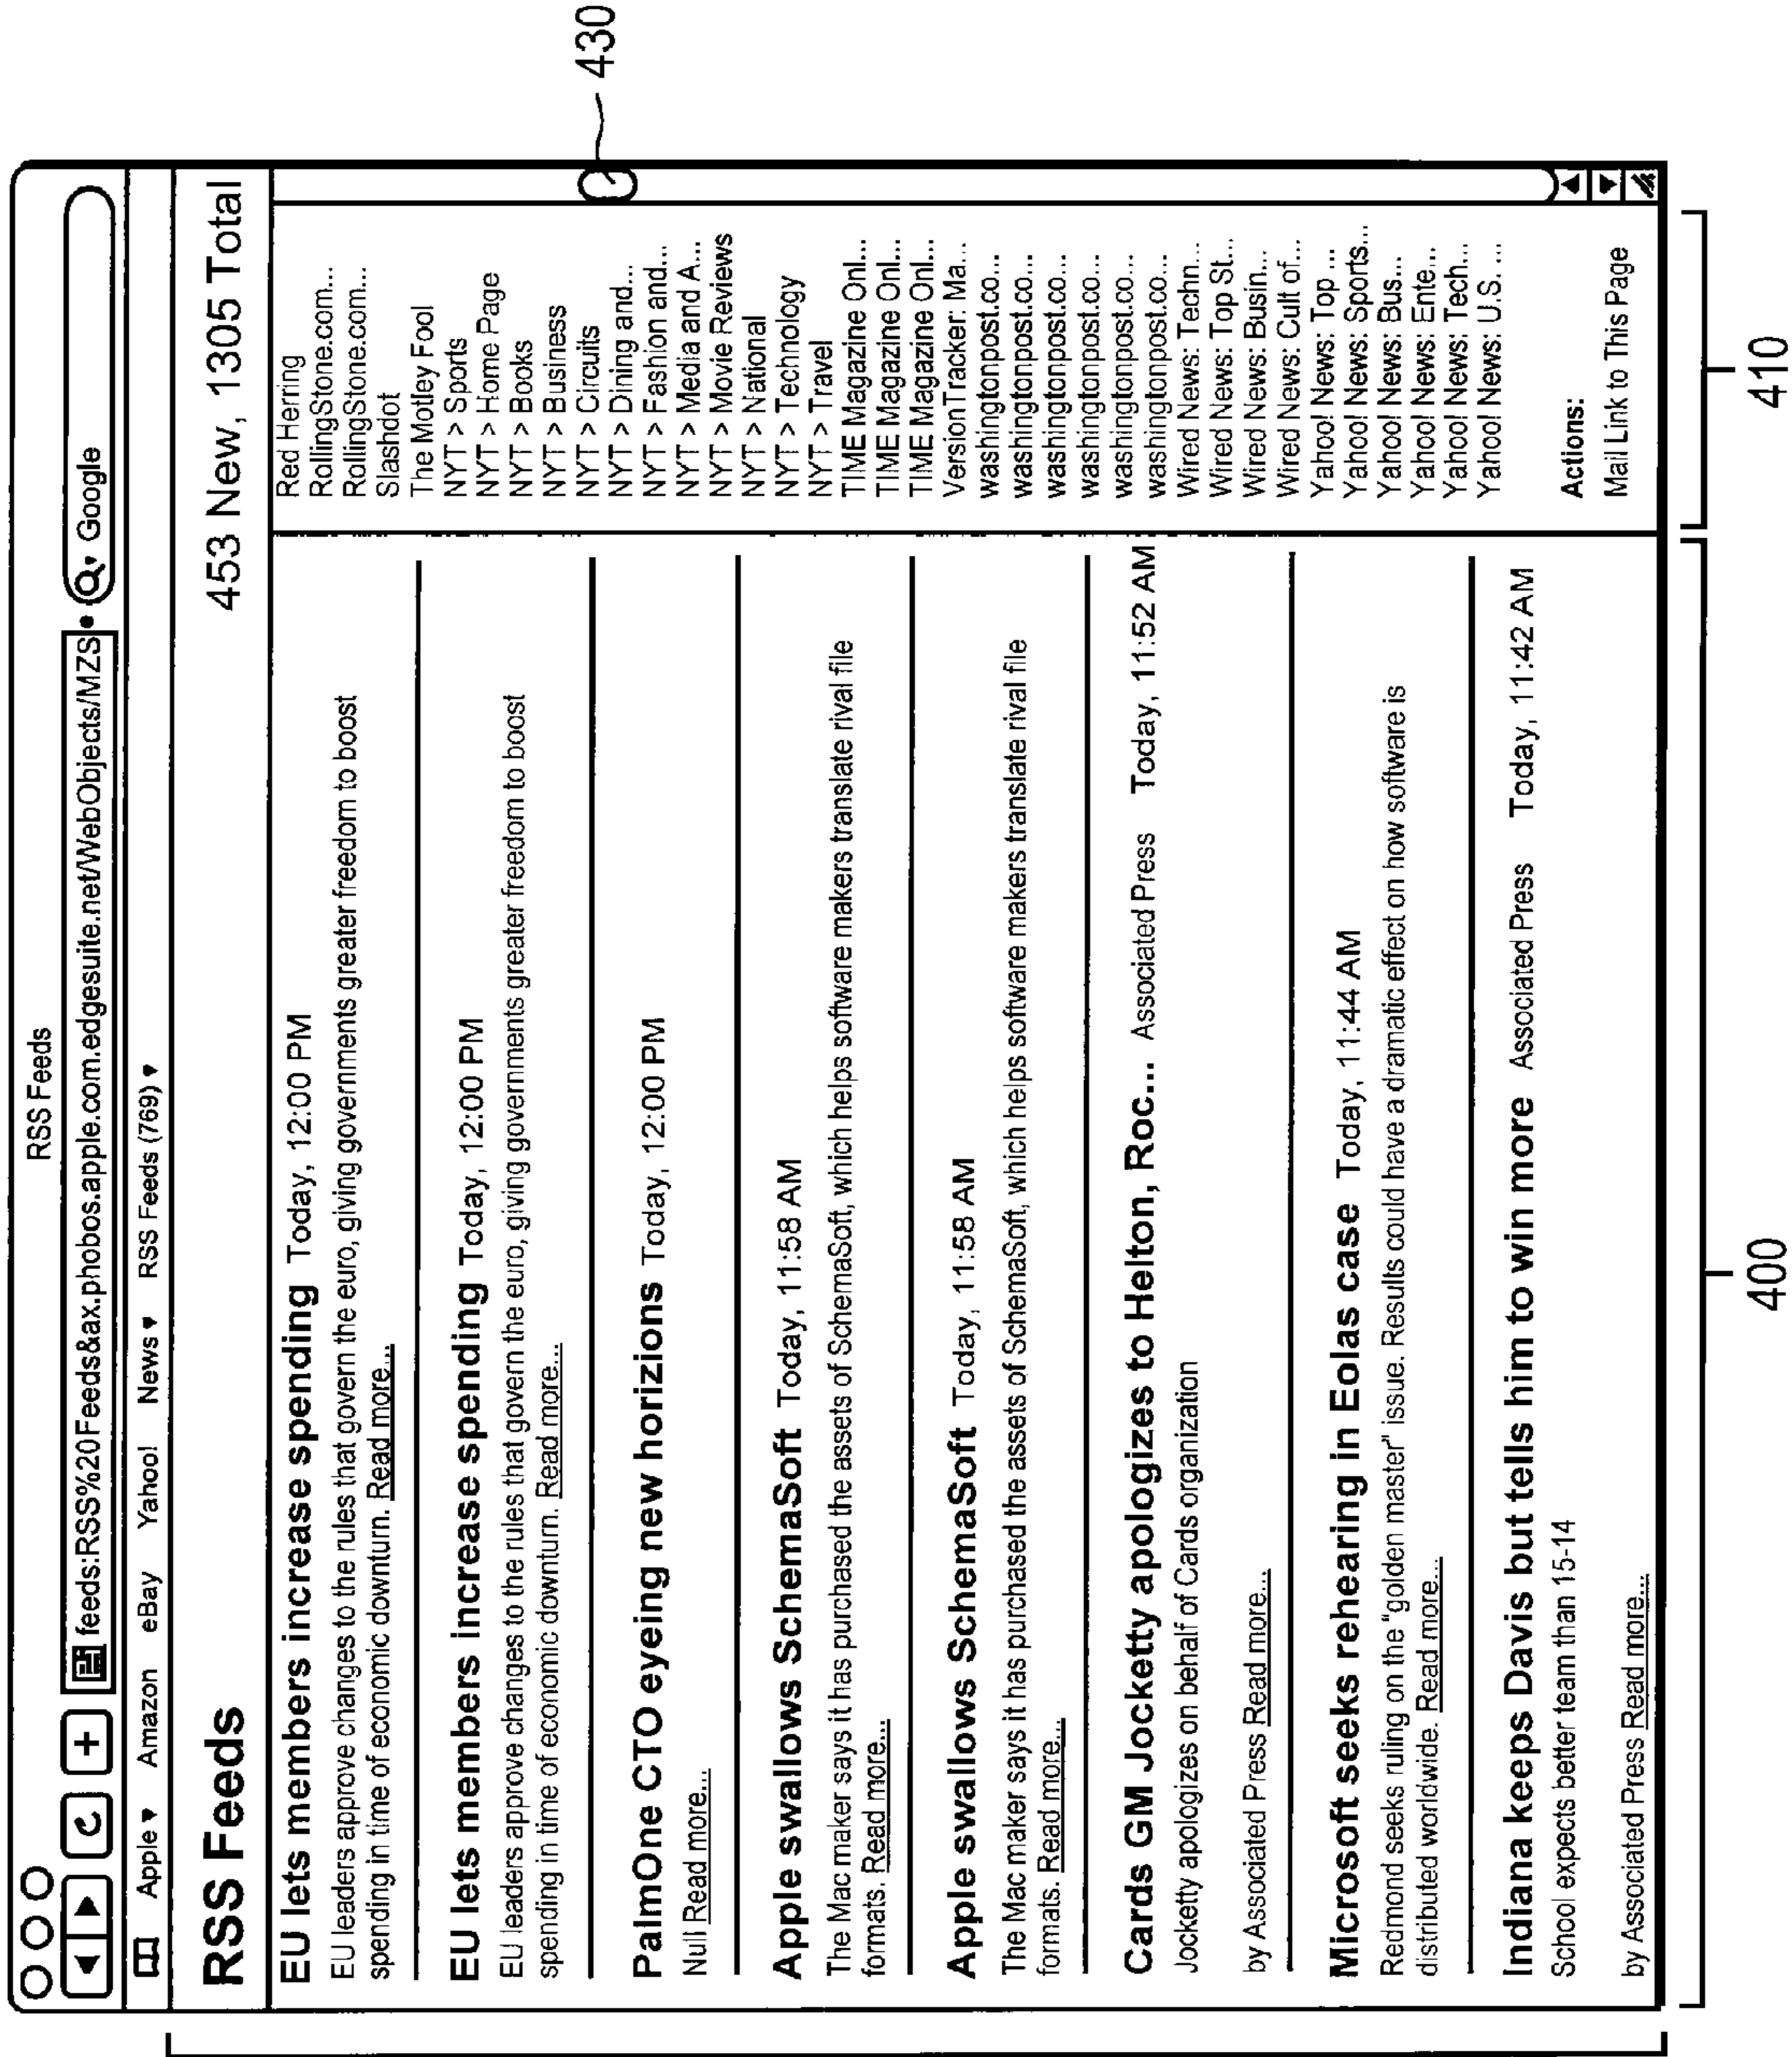 RSS Feeds
feeds:RSS%20Feeds&ax.phobos.apple.com.edgesuite.net/WebObjects/MZS
Google
Apple Amazon eBay Yahoo! News RSS Feeds (769)
RSS Feeds 453 New, 1305 Total
EU lets members increase spending Today, 12:00 PM
EU leaders approve changes to the rules that govern the euro, giving governments greater freedom to boost
spending in time of economic downturn. Read more...
EU lets members increase spending Today, 12:00 PM
EU leaders approve changes to the rules that govern the euro, giving governments greater freedom to boost
spending in time of economic downturn. Read more...
PalmOne CTO eyeing new horizions Today, 12:00 PM
Null Read more...
Apple swallows SchemaSoft Today, 11:58 AM
The Mac maker says it has purchased the assets of SchemaSoft, which helps software makers translate rival file
formats. Read more...
Apple swallows SchemaSoft Today, 11:58 AM
The Mac maker says it has purchased the assets of SchemaSoft, which helps software makers translate rival file
formats. Read more...
Cards GM Jocketty apologizes to Helton, Roc... Associated Press Today, 11:52 AM
Jocketty apologizes on behalf of Cards organization
by Associated Press Read more...
Microsoft seeks rehearing in Eolas case Today, 11:44 AM
Redmond seeks ruling on the "golden master" issue. Results could have a dramatic effect on how software is
distributed worldwide. Read more...
Indiana keeps Davis but tells him to win more Associated Press Today, 11:42 AM
School expects better team than 15-14
by Associated Press Read more...
Red Herring
RollingStone.com...
RollingStone.com...
Slashdot
The Motley Fool
NYT > Sports
NYT > Home Page
NYT > Books
NYT > Business
NYT > Circuits
NYT > Dining and...
NYT > Fashion and...
NYT > Media and A...
NYT > Movie Reviews
NYT > National
NYT > Technology
NYT > Travel
TIME Magazine Onl...
TIME Magazine Onl...
TIME Magazine Onl...
VersionTracker: Ma...
washingtonpost.co...
washingtonpost.co...
washingtonpost.co...
washingtonpost.co...
washingtonpost.co...
washingtonpost.co...
Wired News: Techn...
Wired News: Top St...
Wired News: Busin...
Wired News: Cult of...
Yahoo! News: Top ...
Yahoo! News: Sports...
Yahoo! News: Bus...
Yahoo! News: Ente...
Yahoo! News: Tech...
Yahoo! News: U.S. ...
Actions:
Mail Link to This Page
430
400
410